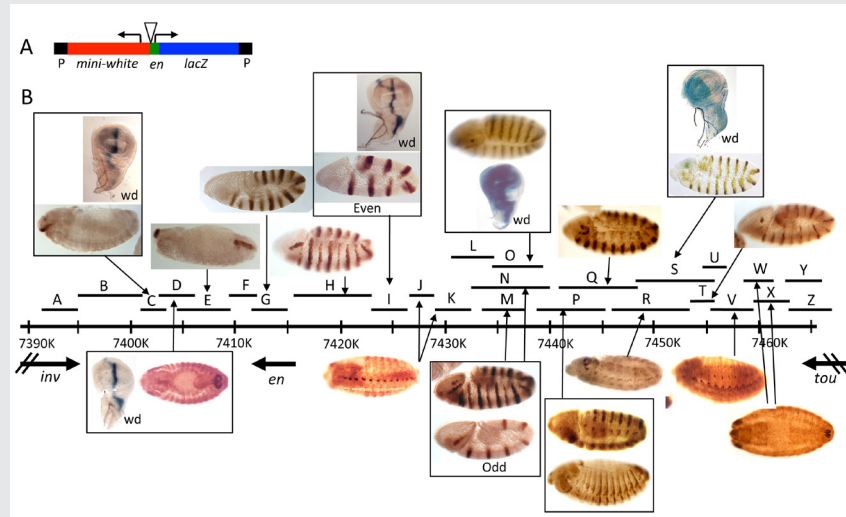 A
P mini-white en lacZ P
B
wd
wd
Even
wd
wd
L
O
U
N
S
Q
W
Y
A B C D E F G H I J K M P R T V X Z
7390K 7400K 7410K 7420K 7430K 7440K 7450K 7460K
inv
en
tou
wd
Odd